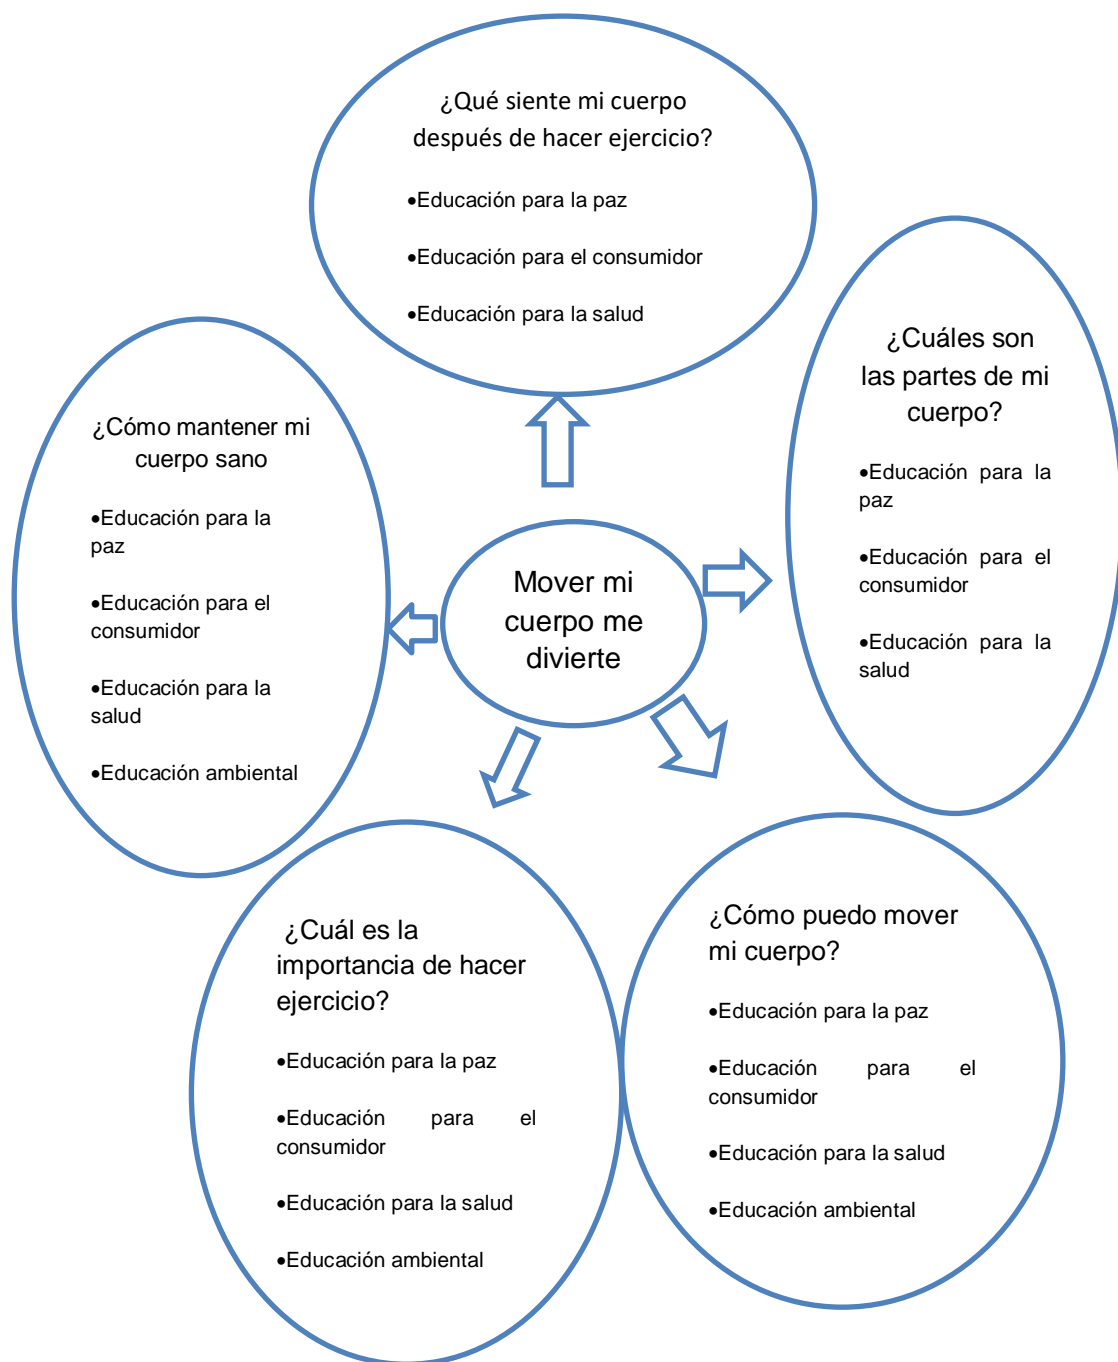 ¿Qué siente mi cuerpo
después de hacer ejercicio?
•Educación para la paz
•Educación para el consumidor
•Educación para la salud
¿Cuáles son
las partes de mi
cuerpo?
•Educación para la
paz
•Educación para el
consumidor
•Educación para la
salud
¿Cómo mantener mi
cuerpo sano
•Educación para la
paz
•Educación para el
consumidor
•Educación para la
salud
•Educación ambiental
Mover mi
cuerpo me
divierte
¿Cuál es la
importancia de hacer
ejercicio?
•Educación para la paz
•Educación para el
consumidor
•Educación para la salud
•Educación ambiental
¿Cómo puedo mover
mi cuerpo?
•Educación para la paz
•Educación para el
consumidor
•Educación para la salud
•Educación ambiental